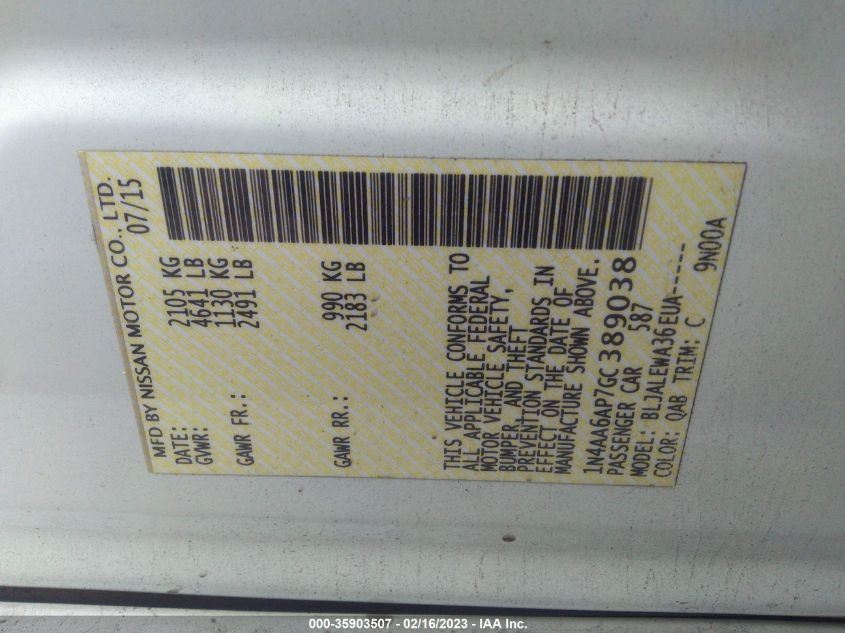 MFD BY NISSAN MOTOR CO., LTD.
DATE: 07/15
GVWR: 2105 KG
4641 LB
GAWR FR.: 1130 KG
2491 LB
GAWR RR.: 990 KG
2183 LB
THIS VEHICLE CONFORMS TO
ALL APPLICABLE FEDERAL
MOTOR VEHICLE SAFETY,
BUMPER, AND THEFT
PREVENTION STANDARDS IN
EFFECT ON THE DATE OF
MANUFACTURE SHOWN ABOVE.
1N4AA6AP7GC389038
PASSENGER CAR 587
MODEL: BLJALEWA36EUA-----
COLOR: QAB TRIM: C 9N00A
000-35903507 - 02/16/2023 - IAA Inc.